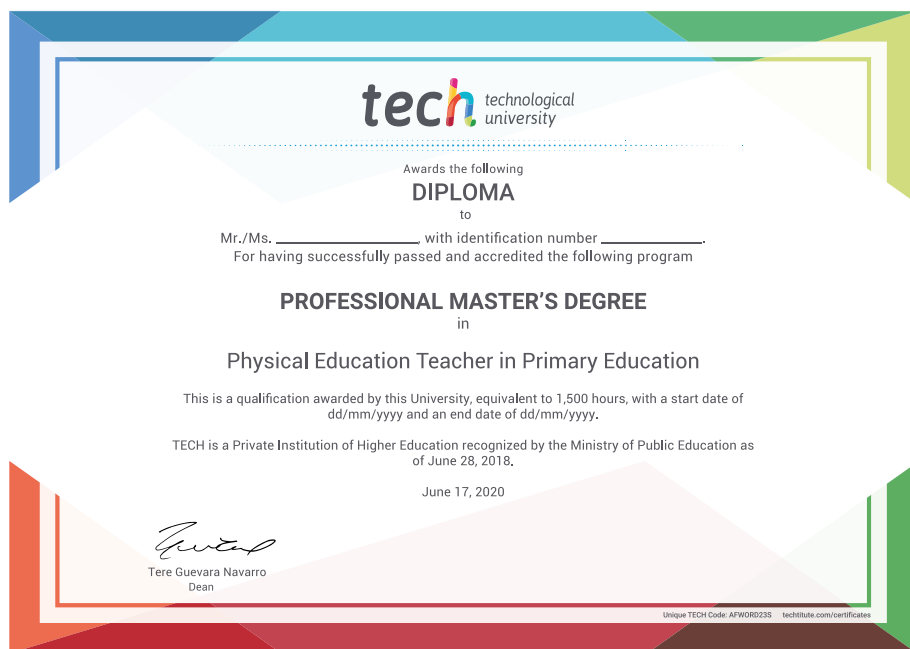 tech technological
university
Awards the following
DIPLOMA
to
Mr./Ms. ____________________, with identification number ______________.
For having successfully passed and accredited the following program
PROFESSIONAL MASTER'S DEGREE
in
Physical Education Teacher in Primary Education
This is a qualification awarded by this University, equivalent to 1,500 hours, with a start date of
dd/mm/yyyy and an end date of dd/mm/yyyy.
TECH is a Private Institution of Higher Education recognized by the Ministry of Public Education as
of June 28, 2018.
June 17, 2020
Tere Guevara Navarro
Dean
Unique TECH Code: AFWORD23S techtitute.com/certificates